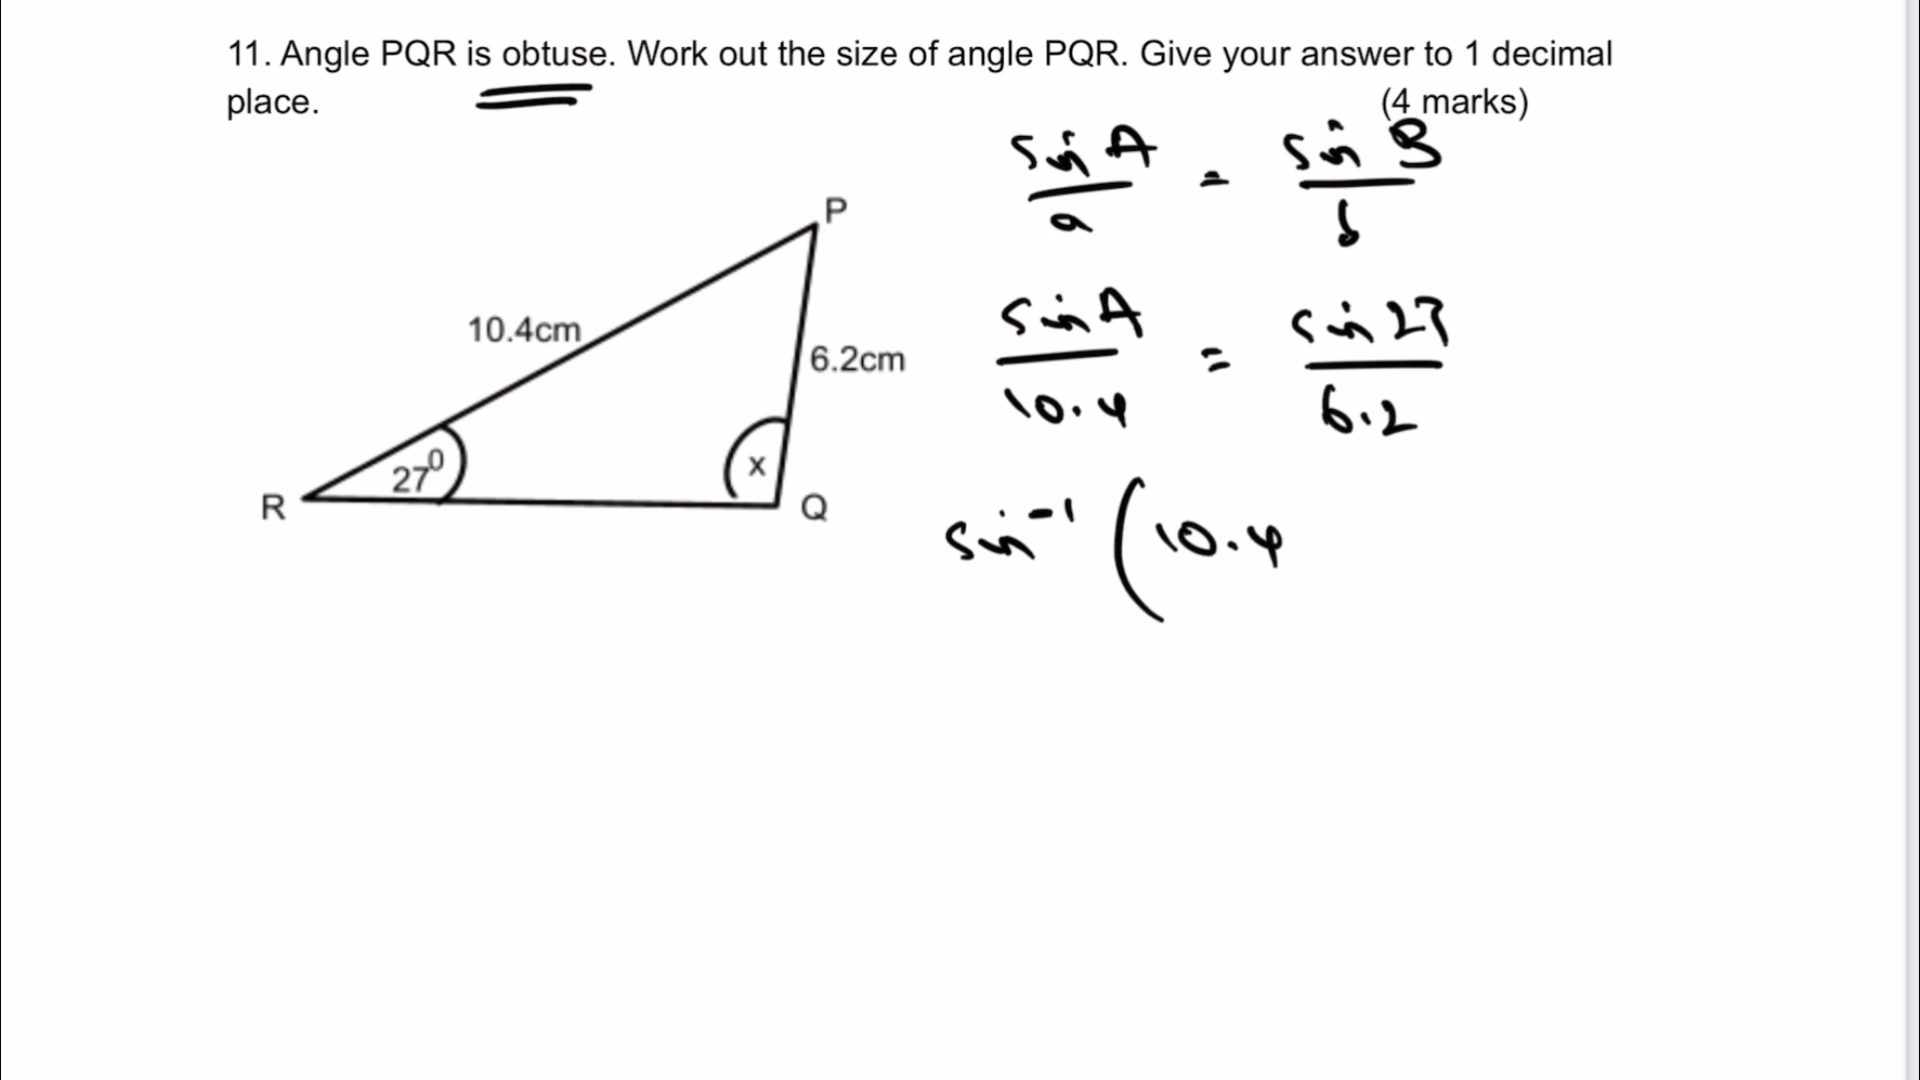 11. Angle PQR is obtuse. Work out the size of angle PQR. Give your answer to 1 decimal
place.
(4 marks)
sin A / a = sin B / b
P
10.4cm
6.2cm
sin A / 10.4 = sin 27 / 6.2
27⁰
x
R
Q
sin⁻¹ ( 10.4